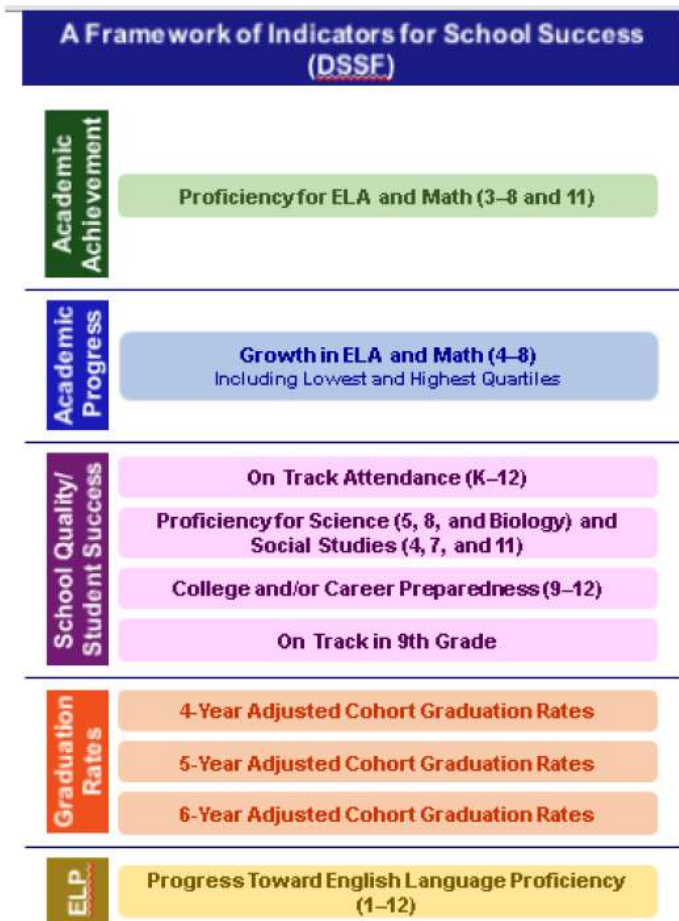 A Framework of Indicators for School Success
(DSSF)
Academic
Achievement
Proficiency for ELA and Math (3–8 and 11)
Academic
Progress
Growth in ELA and Math (4–8)
Including Lowest and Highest Quartiles
School Quality/
Student Success
On Track Attendance (K–12)
Proficiency for Science (5, 8, and Biology) and
Social Studies (4, 7, and 11)
College and/or Career Preparedness (9–12)
On Track in 9th Grade
Graduation
Rates
4-Year Adjusted Cohort Graduation Rates
5-Year Adjusted Cohort Graduation Rates
6-Year Adjusted Cohort Graduation Rates
ELP
Progress Toward English Language Proficiency
(1–12)